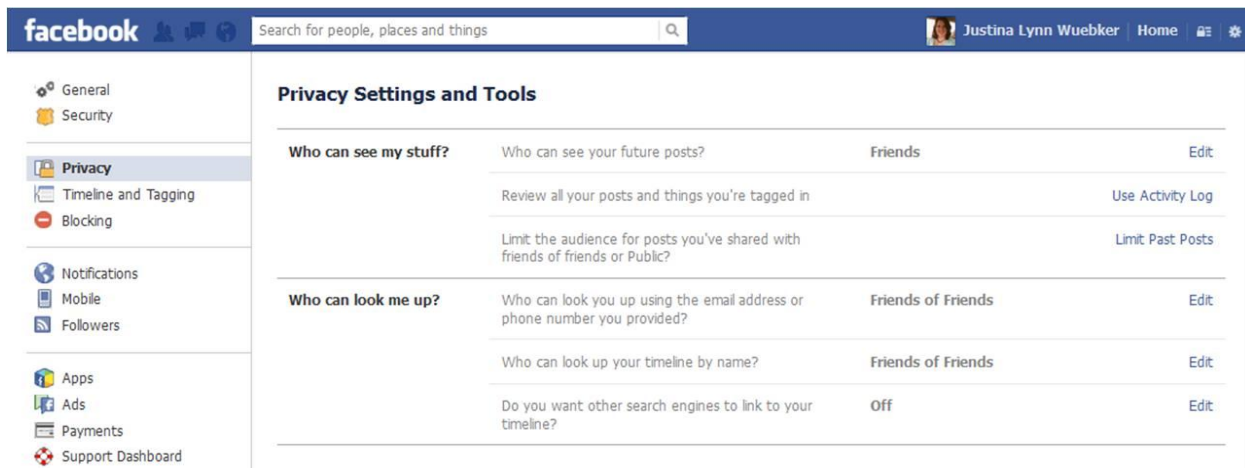 facebook
Search for people, places and things
Justina Lynn Wuebker Home
General
Security
Privacy
Timeline and Tagging
Blocking
Notifications
Mobile
Followers
Apps
Ads
Payments
Support Dashboard
Privacy Settings and Tools
Who can see my stuff? Who can see your future posts? Friends Edit
Review all your posts and things you're tagged in Use Activity Log
Limit the audience for posts you've shared with Limit Past Posts
friends of friends or Public?
Who can look me up? Who can look you up using the email address or Friends of Friends Edit
phone number you provided?
Who can look up your timeline by name? Friends of Friends Edit
Do you want other search engines to link to your Off Edit
timeline?